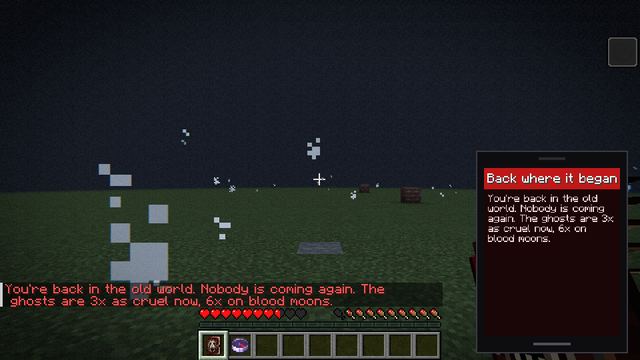 Back where it began
You're back in the old
world. Nobody is coming
again. The ghosts are 3x
as cruel now, 6x on
blood moons.
You're back in the old world. Nobody is coming again. The
ghosts are 3x as cruel now, 6x on blood moons.